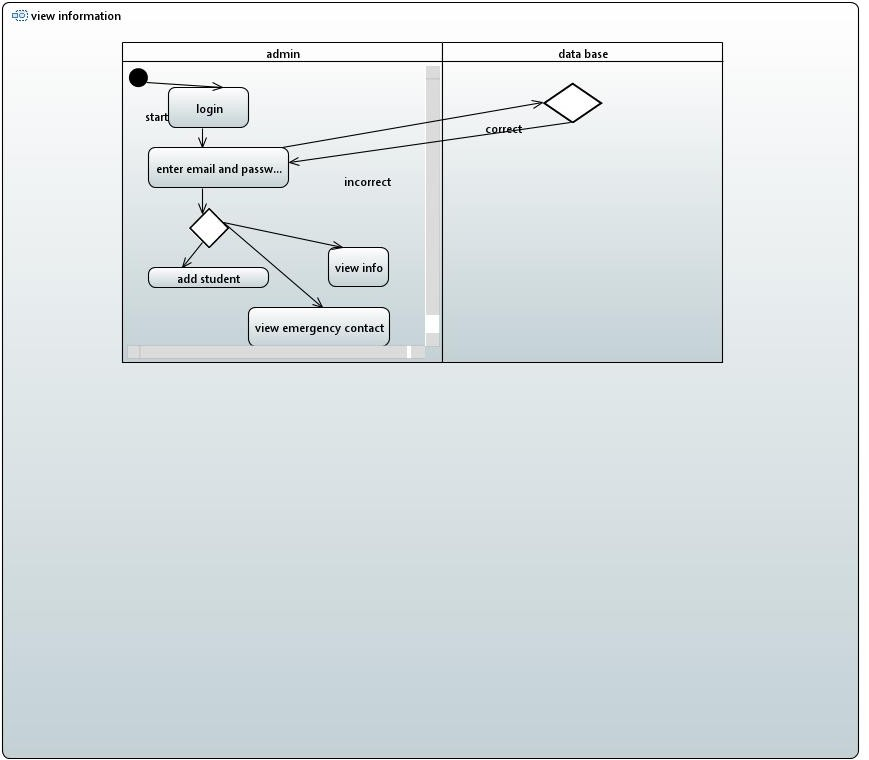 view information
admin
data base
start
login
correct
enter email and passw...
incorrect
view info
add student
view emergency contact